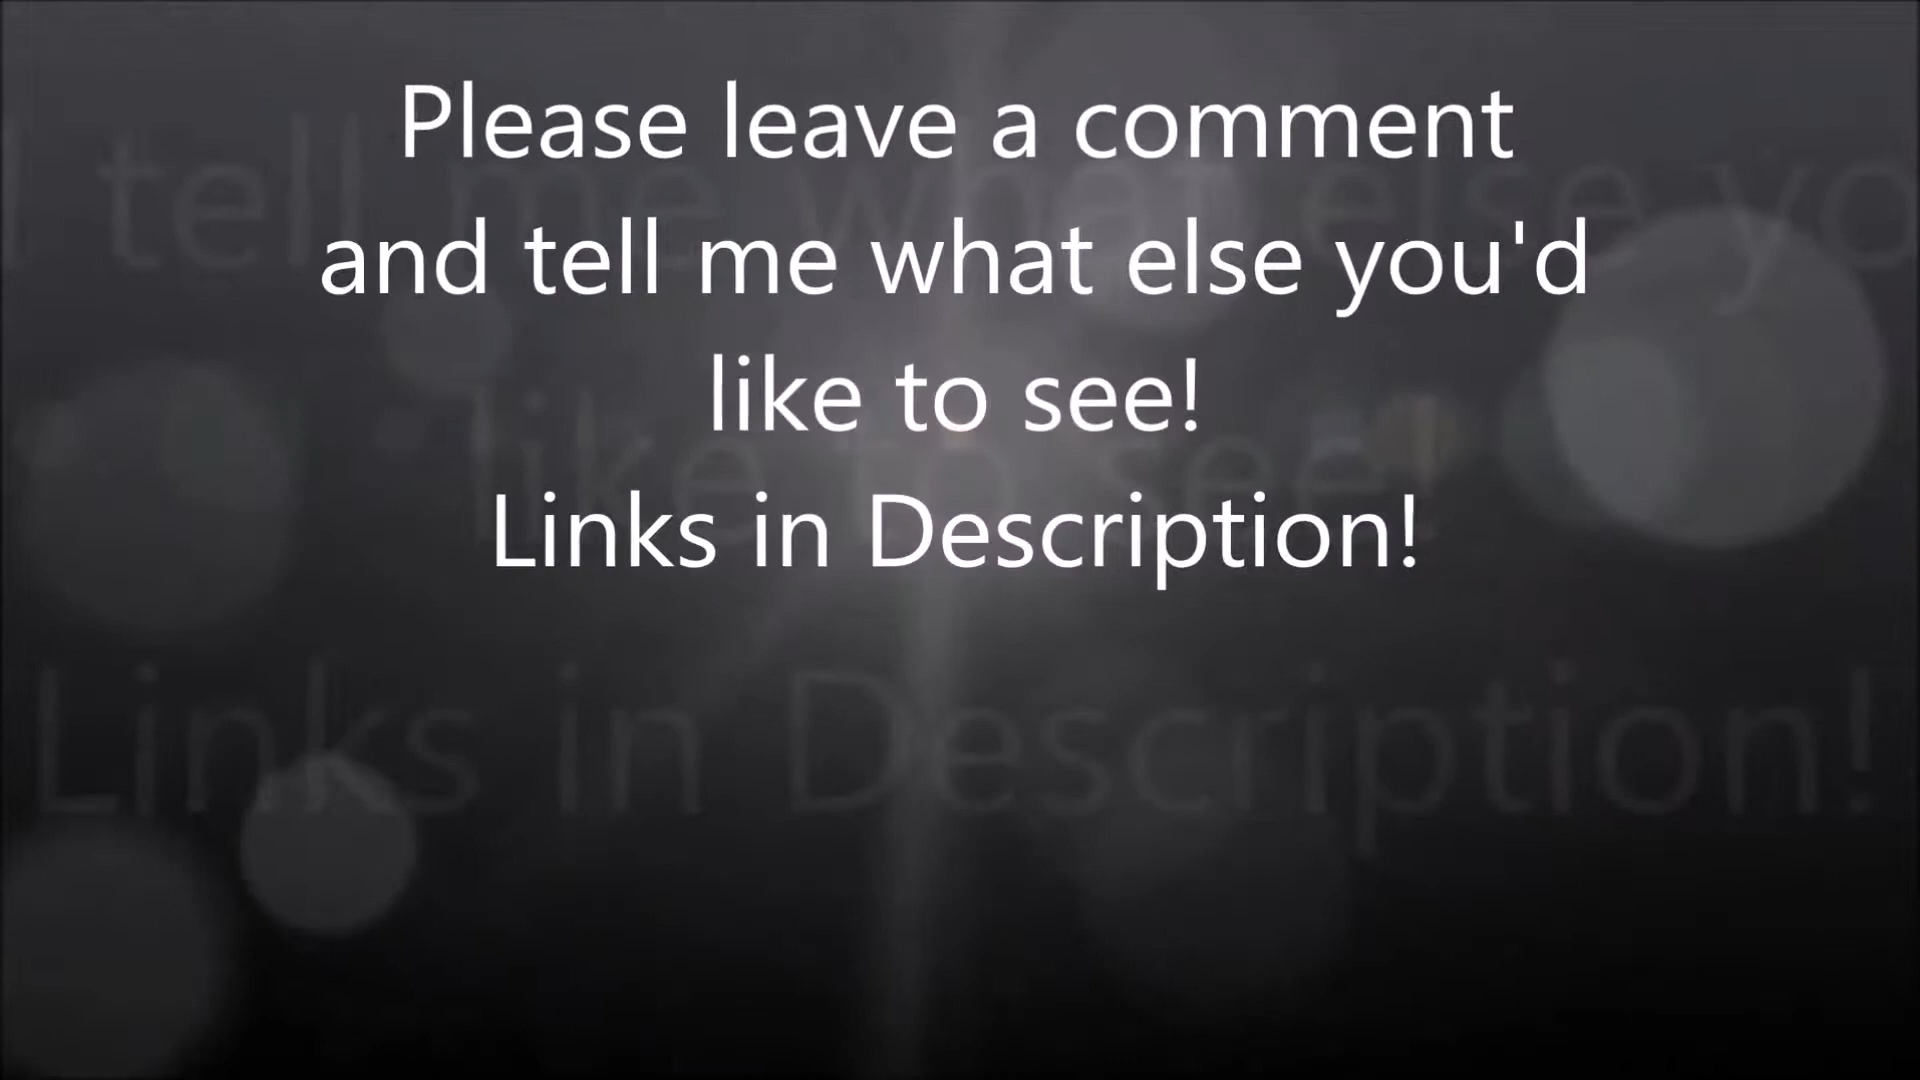 Please leave a comment
and tell me what else you'd
like to see!
Links in Description!